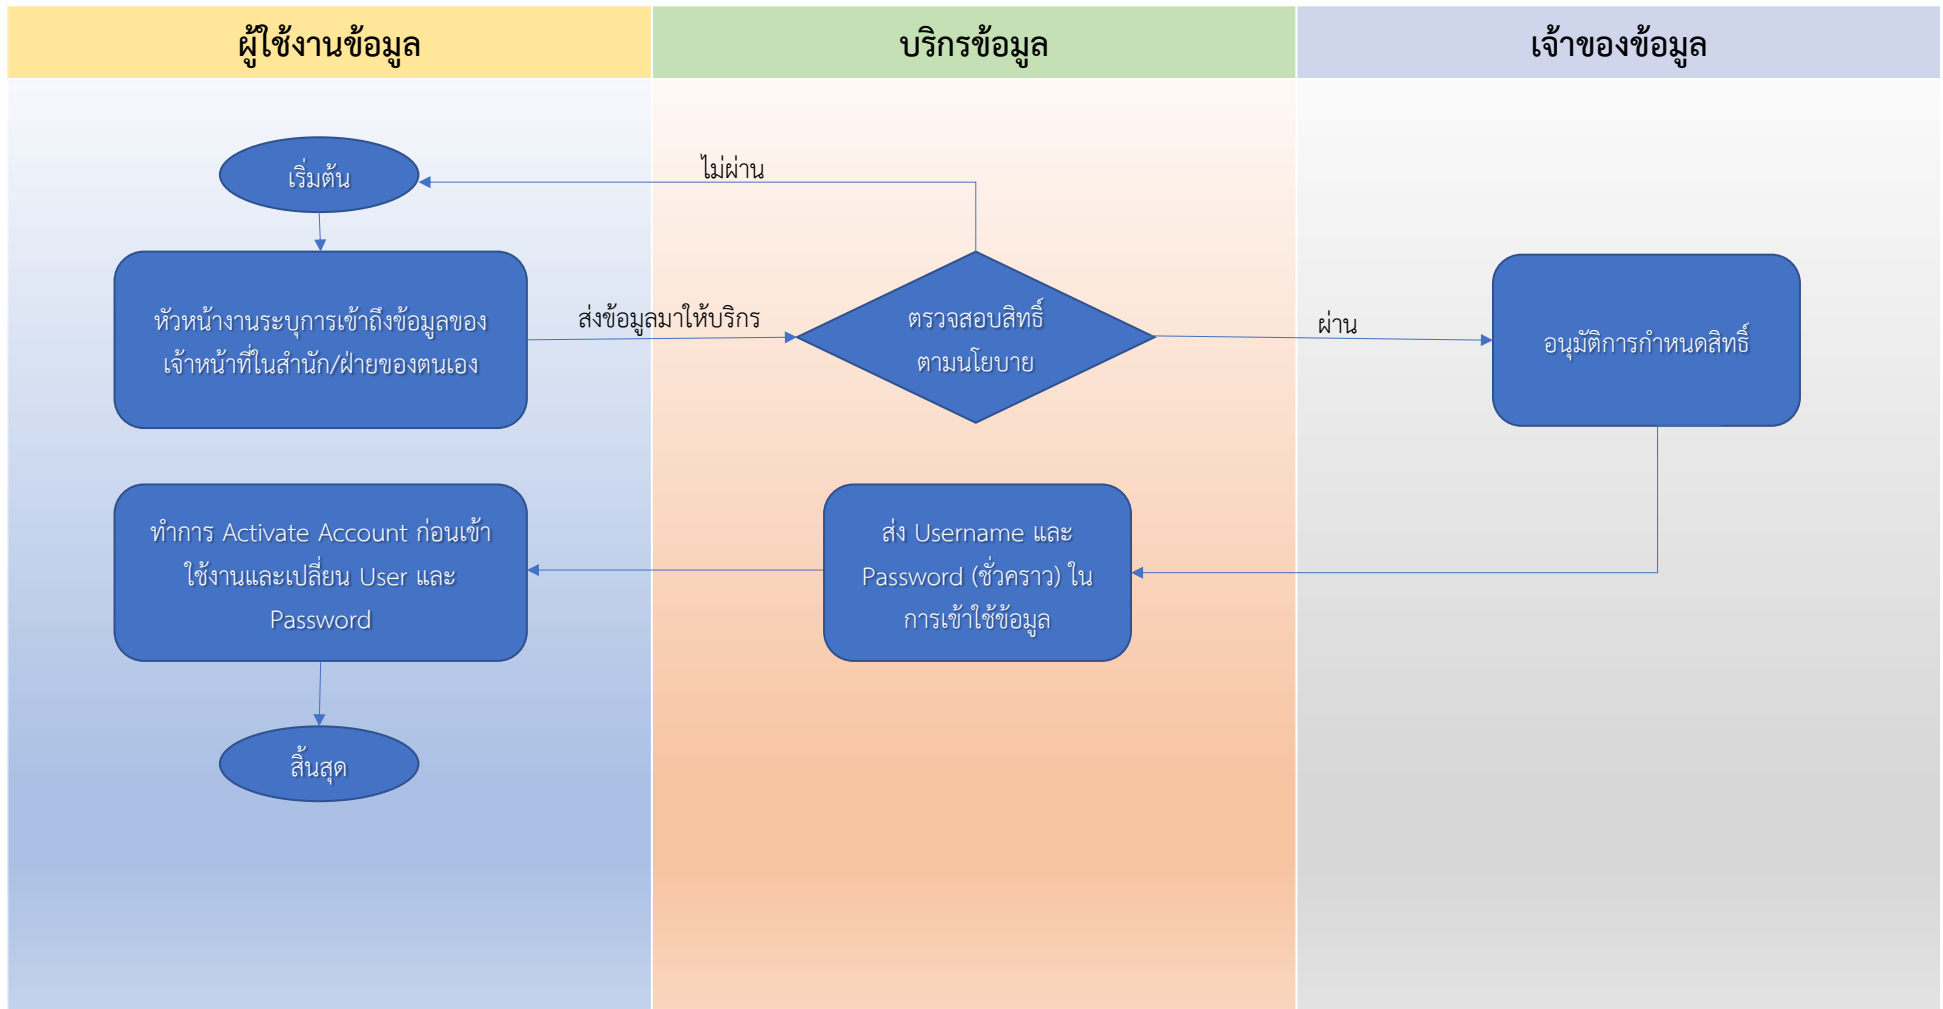 ผู้ใช้งานข้อมูล
บริกรข้อมูล
เจ้าของข้อมูล
เริ่มต้น
ไม่ผ่าน
หัวหน้างานระบุการเข้าถึงข้อมูลของ
เจ้าหน้าที่ในสำนัก/ฝ่ายของตนเอง
ส่งข้อมูลมาให้บริกร
ตรวจสอบสิทธิ์
ตามนโยบาย
ผ่าน
อนุมัติการกำหนดสิทธิ์
ส่ง Username และ
Password (ชั่วคราว) ใน
การเข้าใช้ข้อมูล
ทำการ Activate Account ก่อนเข้า
ใช้งานและเปลี่ยน User และ
Password
สิ้นสุด